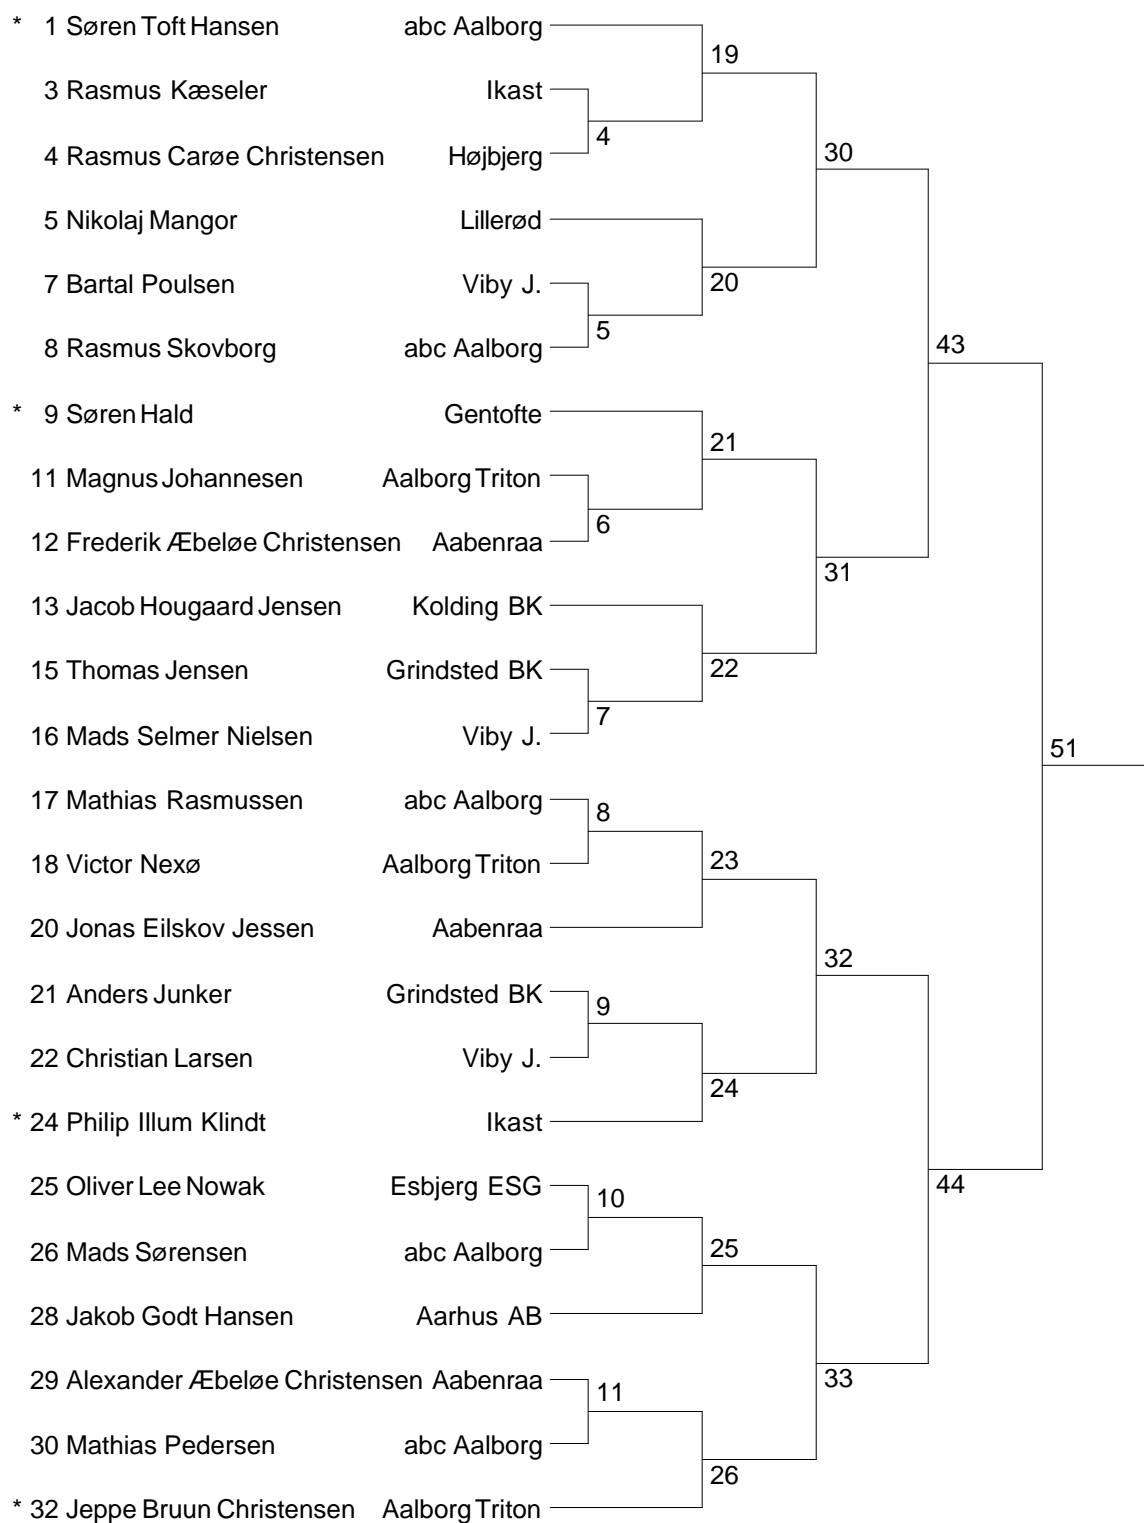 * 1 Søren Toft Hansen abc Aalborg
19
3 Rasmus Kæseler Ikast
4
4 Rasmus Carøe Christensen Højbjerg 30
5 Nikolaj Mangor Lillerød
7 Bartal Poulsen Viby J. 20
5
8 Rasmus Skovborg abc Aalborg 43
* 9 Søren Hald Gentofte
21
11 Magnus Johannesen Aalborg Triton
6
12 Frederik Æbeløe Christensen Aabenraa
31
13 Jacob Hougaard Jensen Kolding BK
15 Thomas Jensen Grindsted BK 22
7
16 Mads Selmer Nielsen Viby J.
51
17 Mathias Rasmussen abc Aalborg
8
18 Victor Nexø Aalborg Triton 23
20 Jonas Eilskov Jessen Aabenraa
32
21 Anders Junker Grindsted BK
9
22 Christian Larsen Viby J.
24
* 24 Philip Illum Klindt Ikast
25 Oliver Lee Nowak Esbjerg ESG 44
10
26 Mads Sørensen abc Aalborg 25
28 Jakob Godt Hansen Aarhus AB
29 Alexander Æbeløe Christensen Aabenraa 33
11
30 Mathias Pedersen abc Aalborg
26
* 32 Jeppe Bruun Christensen Aalborg Triton